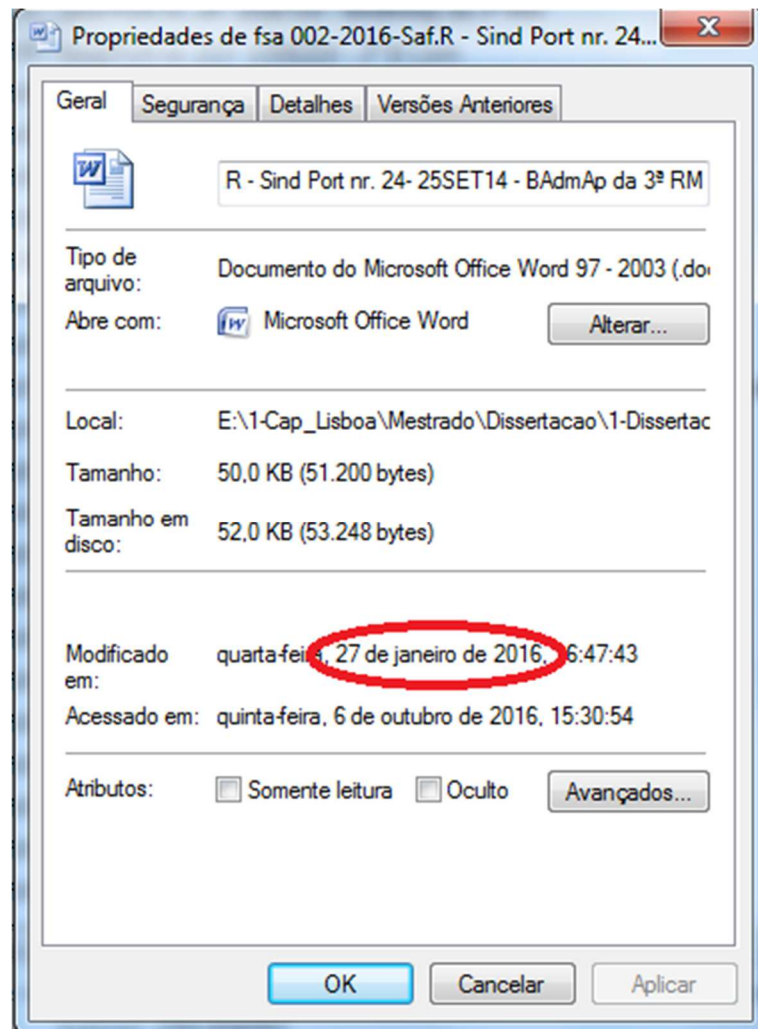 Propriedades de fsa 002-2016-Saf.R - Sind Port nr. 24...
Geral Segurança Detalhes Versões Anteriores
R - Sind Port nr. 24- 25SET14 - BAdmAp da 3ª RM
Tipo de arquivo: Documento do Microsoft Office Word 97 - 2003 (.do
Abre com: Microsoft Office Word Alterar...
Local: E:\1-Cap_Lisboa\Mestrado\Dissertacao\1-Dissertac
Tamanho: 50,0 KB (51.200 bytes)
Tamanho em disco: 52,0 KB (53.248 bytes)
Modificado em: quarta-feira, 27 de janeiro de 2016, 6:47:43
Acessado em: quinta-feira, 6 de outubro de 2016, 15:30:54
Atributos: Somente leitura Oculto Avançados...
OK Cancelar Aplicar